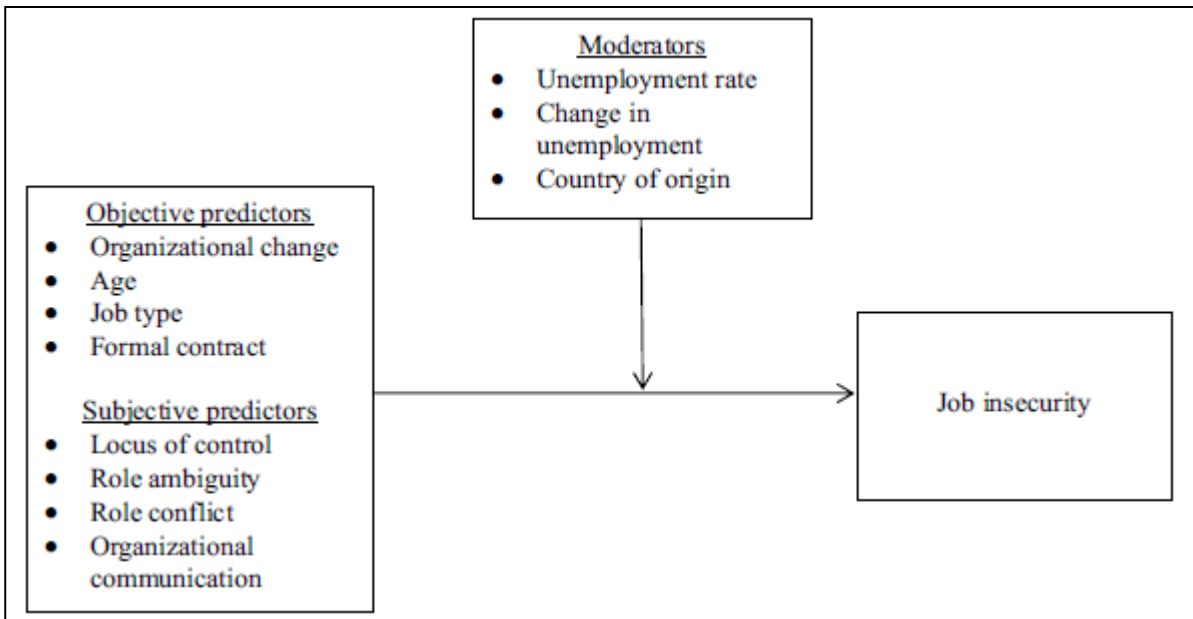 Moderators
• Unemployment rate
• Change in
unemployment
• Country of origin
Objective predictors
• Organizational change
• Age
• Job type
• Formal contract
Subjective predictors
• Locus of control
• Role ambiguity
• Role conflict
• Organizational
communication
Job insecurity